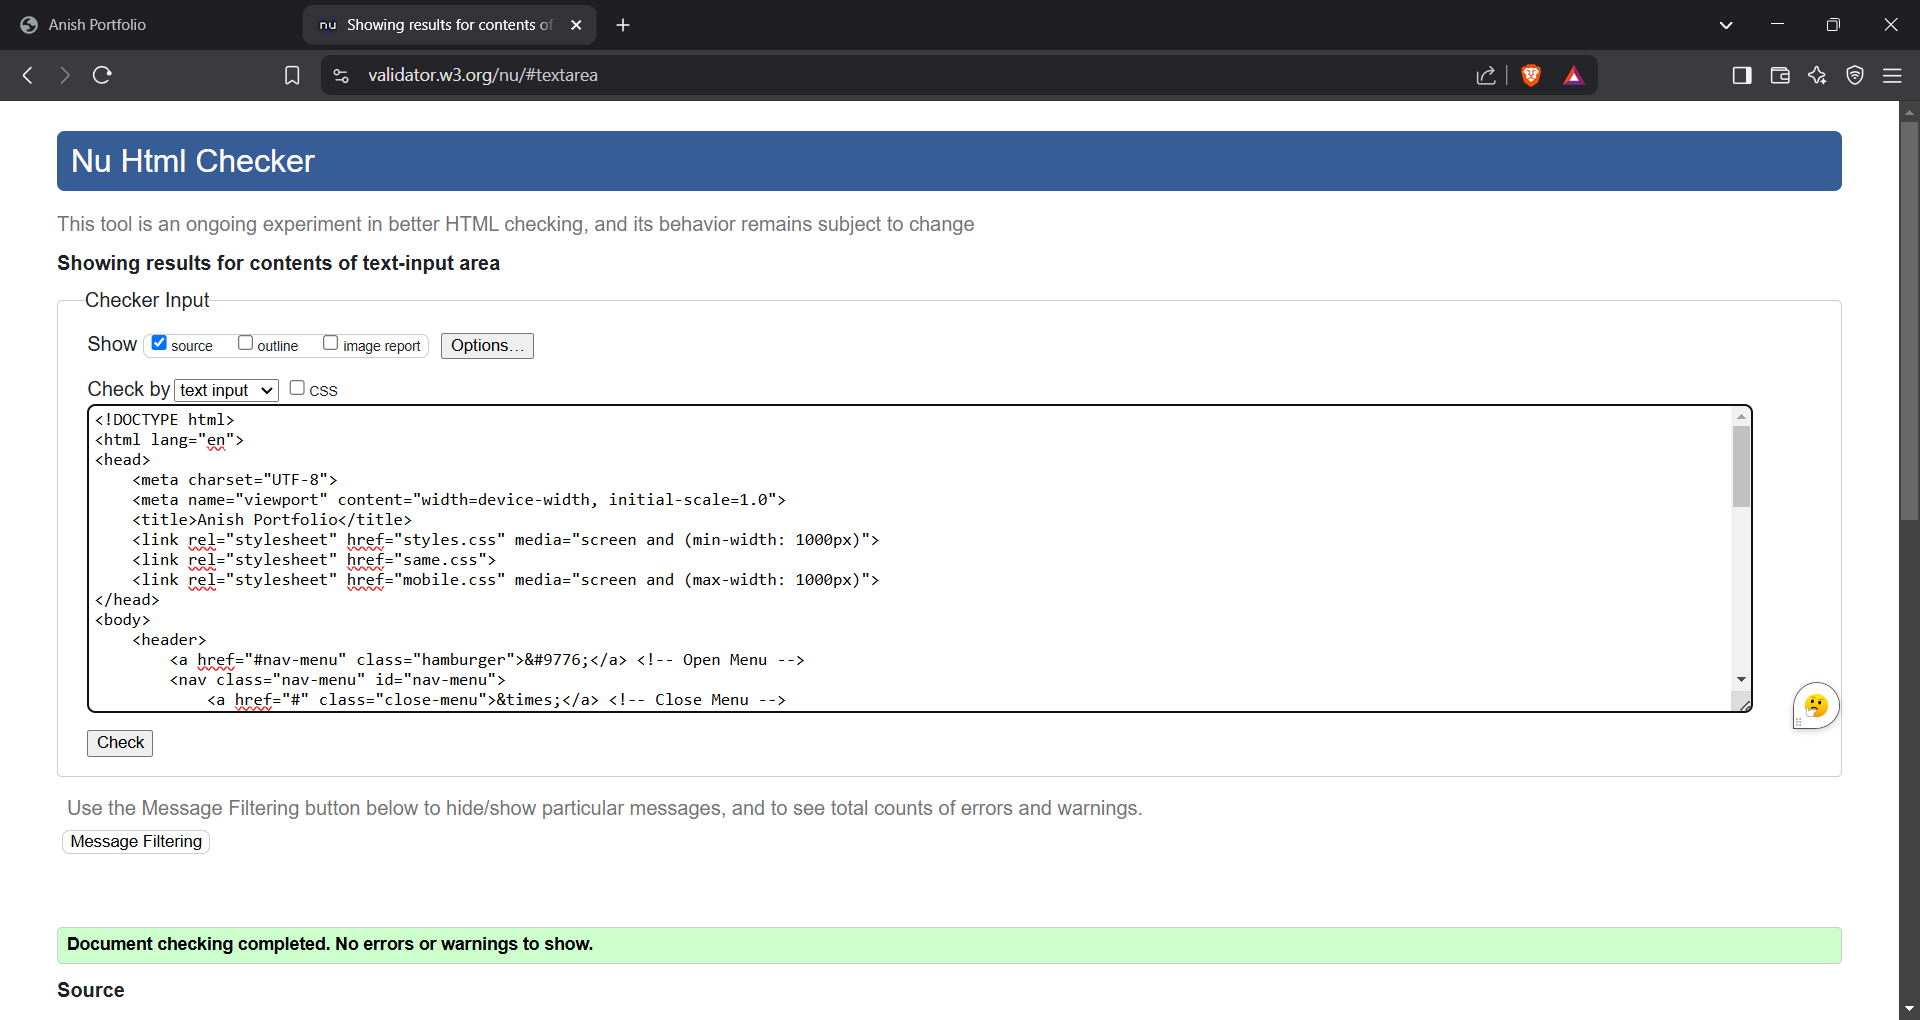 Anish Portfolio
nu Showing results for contents of
validator.w3.org/nu/#textarea
Nu Html Checker
This tool is an ongoing experiment in better HTML checking, and its behavior remains subject to change
Showing results for contents of text-input area
Checker Input
Show source outline image report Options...
Check by text input CSS
<!DOCTYPE html>
<html lang="en">
<head>
    <meta charset="UTF-8">
    <meta name="viewport" content="width=device-width, initial-scale=1.0">
    <title>Anish Portfolio</title>
    <link rel="stylesheet" href="styles.css" media="screen and (min-width: 1000px)">
    <link rel="stylesheet" href="same.css">
    <link rel="stylesheet" href="mobile.css" media="screen and (max-width: 1000px)">
</head>
<body>
    <header>
        <a href="#nav-menu" class="hamburger">&#9776;</a> <!-- Open Menu -->
        <nav class="nav-menu" id="nav-menu">
            <a href="#" class="close-menu">&times;</a> <!-- Close Menu -->
Check
Use the Message Filtering button below to hide/show particular messages, and to see total counts of errors and warnings.
Message Filtering
Document checking completed. No errors or warnings to show.
Source